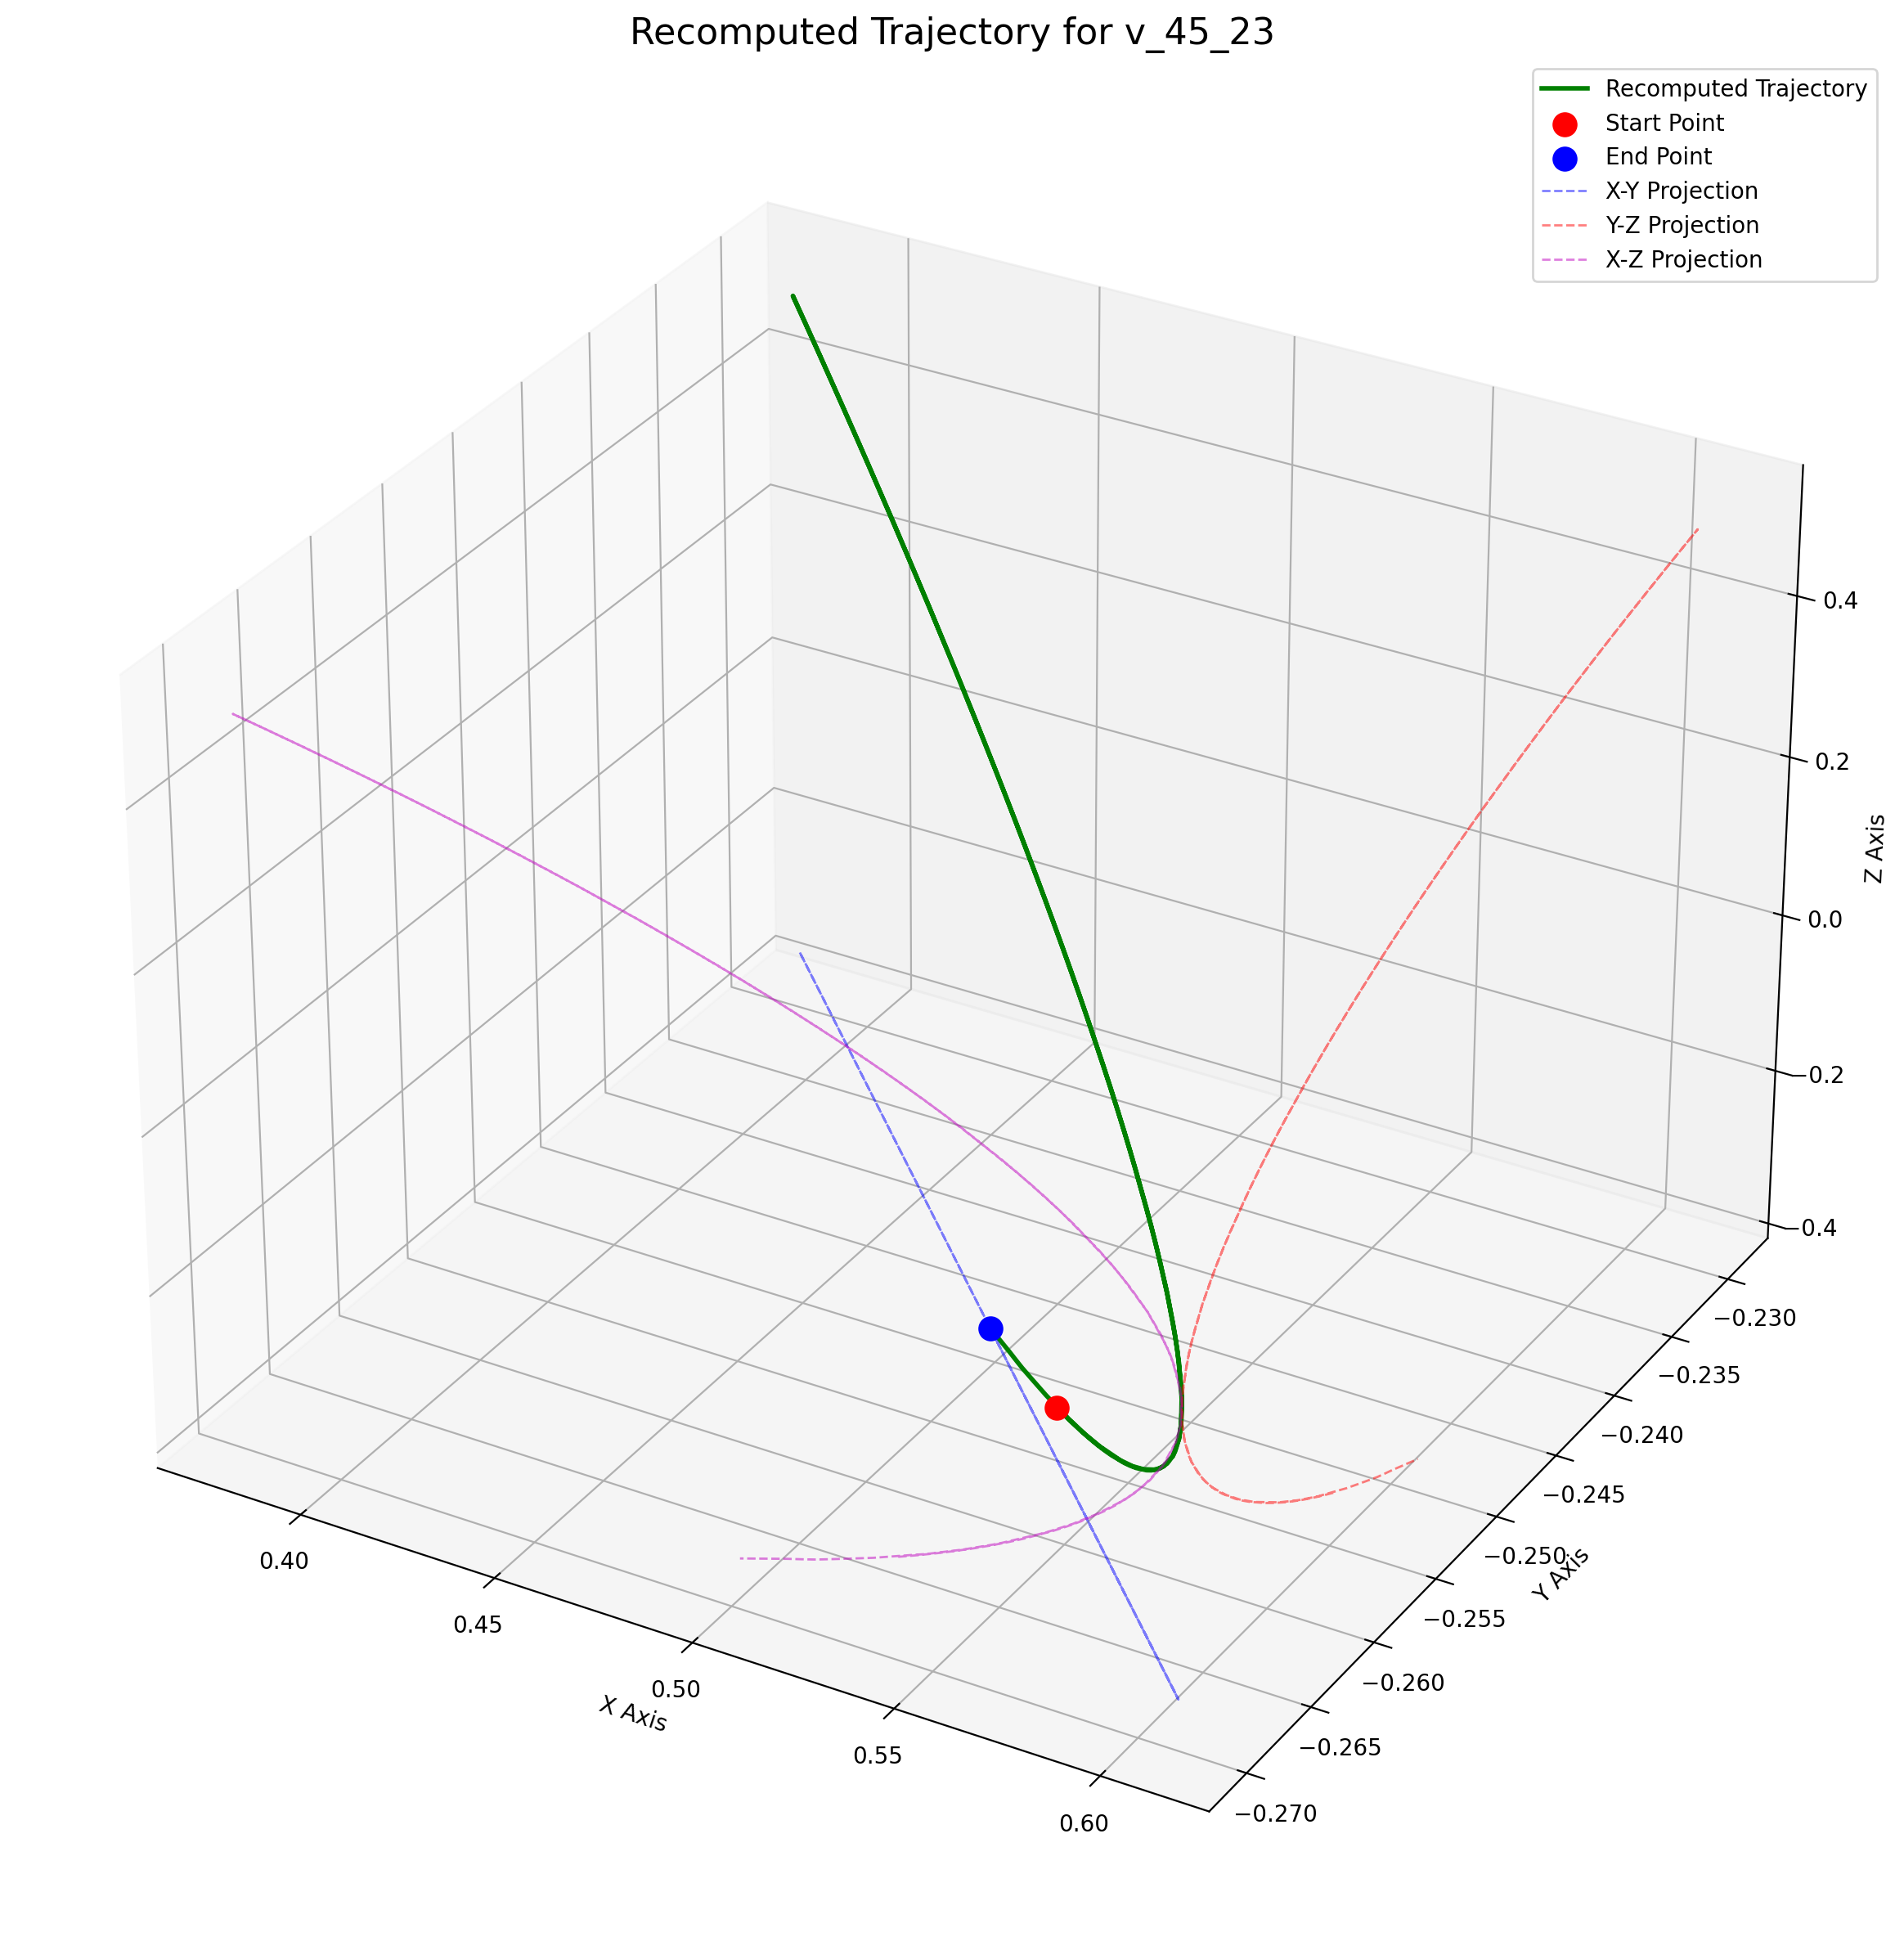 Recomputed Trajectory for v_45_23
Recomputed Trajectory
Start Point
End Point
X-Y Projection
Y-Z Projection
X-Z Projection
0.4
0.2
Z Axis
0.0
−0.2
−0.4
−0.230
−0.235
−0.240
−0.245
−0.250
Y Axis
−0.255
−0.260
−0.265
−0.270
0.40
0.45
0.50
X Axis
0.55
0.60